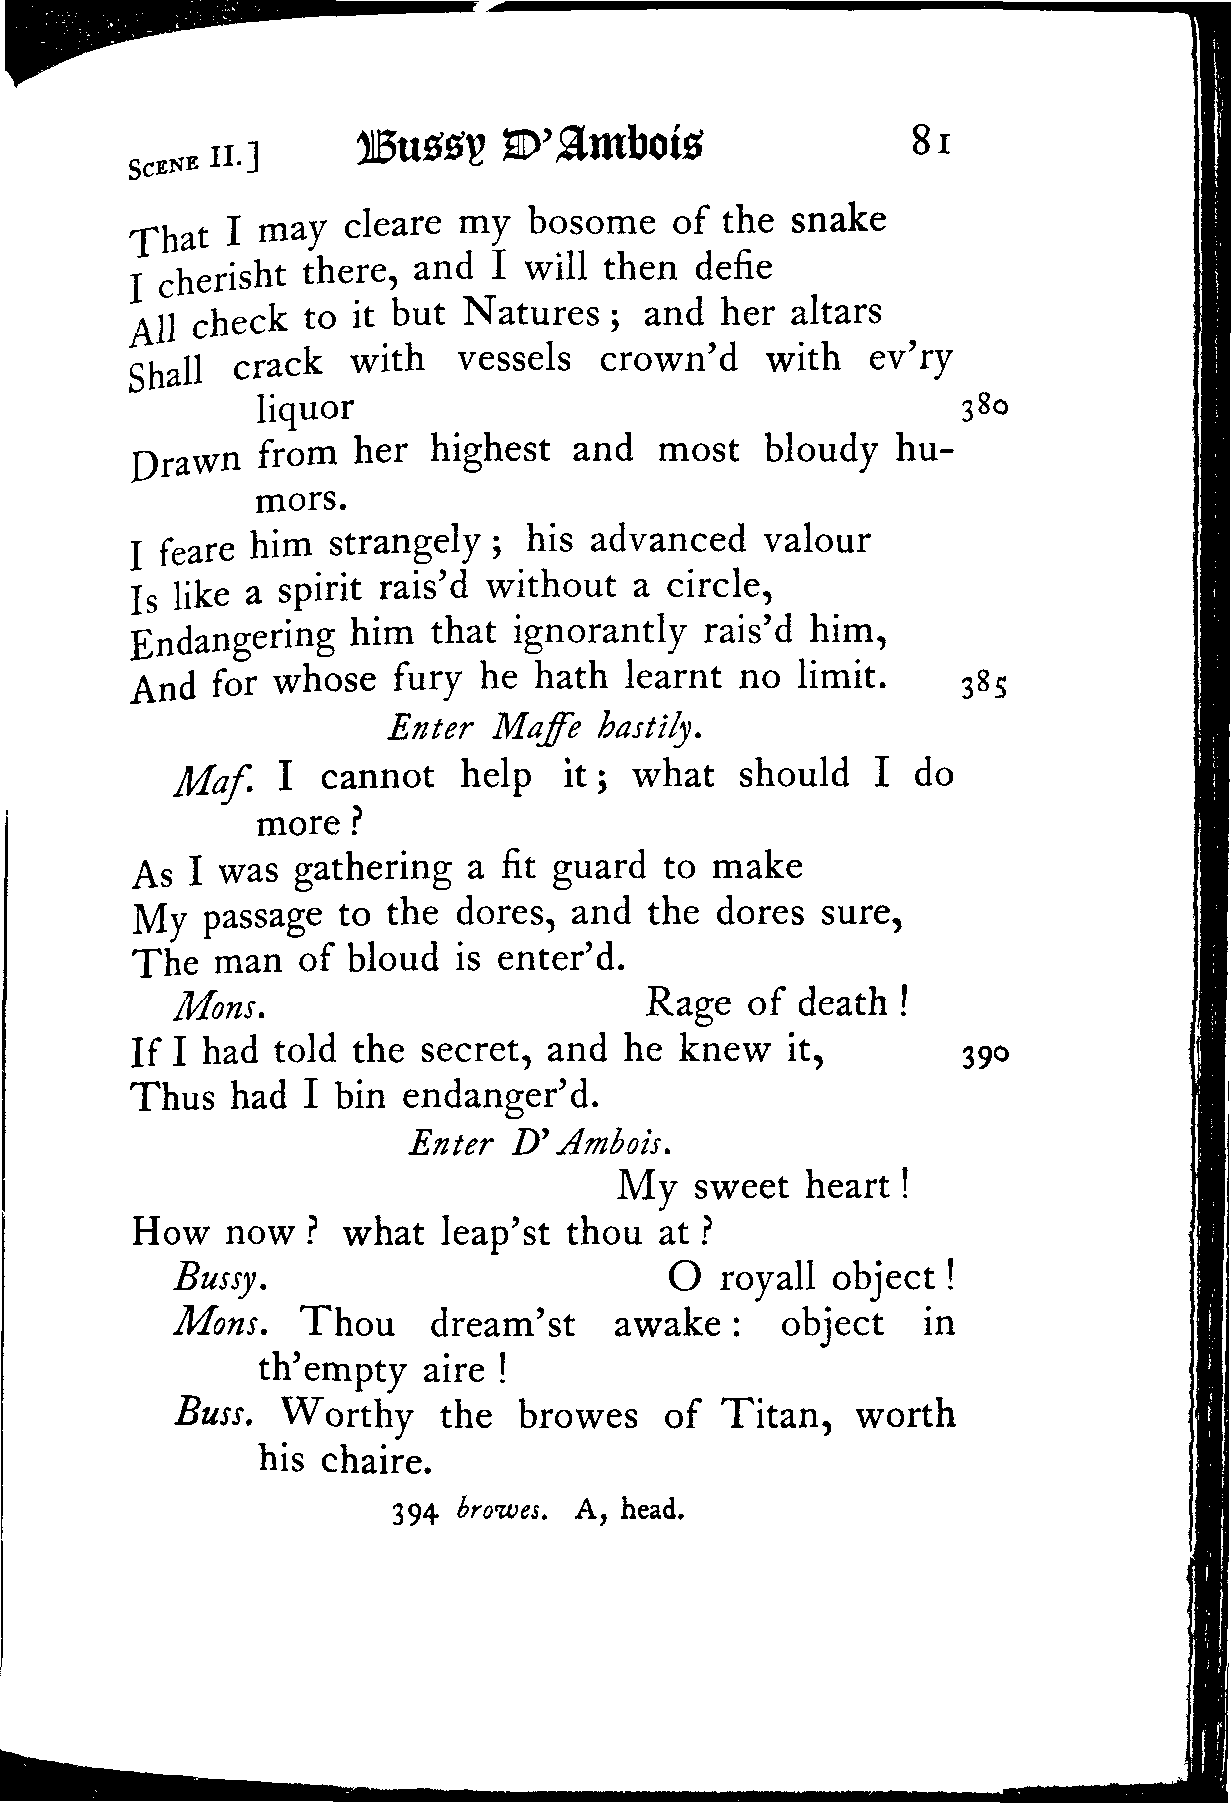 SCENE II.] Bussy D'Ambois 81
That I may cleare my bosome of the snake
I cherisht there, and I will then defie
All check to it but Natures ; and her altars
Shall crack with vessels crown'd with ev'ry
liquor 380
Drawn from her highest and most bloudy hu-
mors.
I feare him strangely ; his advanced valour
Is like a spirit rais'd without a circle,
Endangering him that ignorantly rais'd him,
And for whose fury he hath learnt no limit. 385
Enter Maffe hastily.
Maf. I cannot help it ; what should I do
more ?
As I was gathering a fit guard to make
My passage to the dores, and the dores sure,
The man of bloud is enter'd.
Mons. Rage of death !
If I had told the secret, and he knew it, 390
Thus had I bin endanger'd.
Enter D'Ambois.
My sweet heart !
How now ? what leap'st thou at ?
Bussy. O royall object !
Mons. Thou dream'st awake : object in
th'empty aire !
Buss. Worthy the browes of Titan, worth
his chaire.
394 browes. A, head.